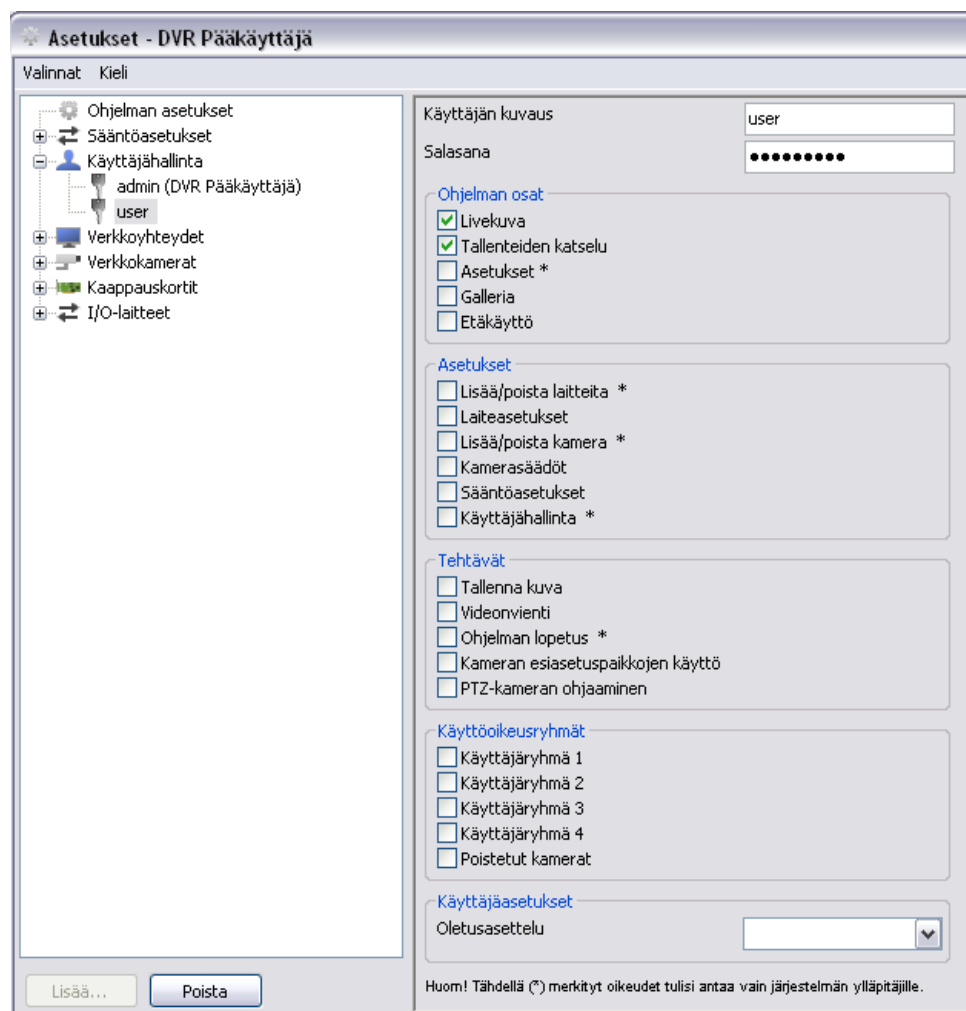 Asetukset - DVR Pääkäyttäjä
Valinnat Kieli
Ohjelman asetukset
Sääntöasetukset
Käyttäjähallinta
admin (DVR Pääkäyttäjä)
user
Verkkoyhteydet
Verkkokamerat
Kaappauskortit
I/O-laitteet
Lisää...
Poista
Käyttäjän kuvaus user
Salasana •••••••••
Ohjelman osat
Livekuva
Tallenteiden katselu
Asetukset *
Galleria
Etäkäyttö
Asetukset
Lisää/poista laitteita *
Laiteasetukset
Lisää/poista kamera *
Kamerasäädöt
Sääntöasetukset
Käyttäjähallinta *
Tehtävät
Tallenna kuva
Videonvienti
Ohjelman lopetus *
Kameran esiasetuspaikkojen käyttö
PTZ-kameran ohjaaminen
Käyttöoikeusryhmät
Käyttäjäryhmä 1
Käyttäjäryhmä 2
Käyttäjäryhmä 3
Käyttäjäryhmä 4
Poistetut kamerat
Käyttäjäasetukset
Oletusasettelu
Huom! Tähdellä (*) merkityt oikeudet tulisi antaa vain järjestelmän ylläpitäjille.